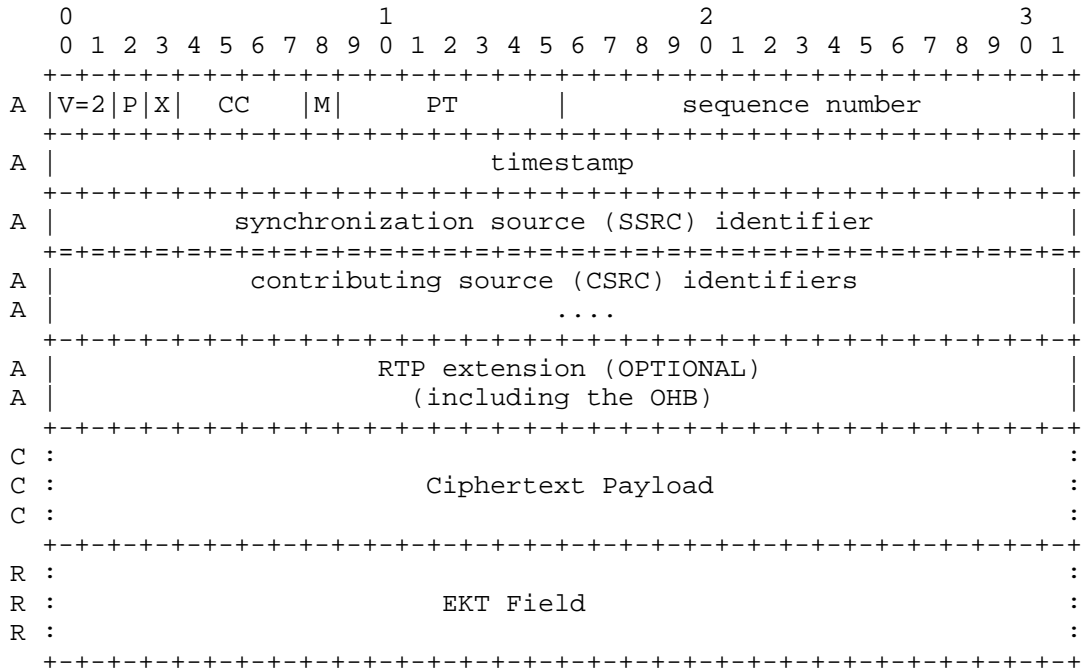 0                   1                   2                   3
 0 1 2 3 4 5 6 7 8 9 0 1 2 3 4 5 6 7 8 9 0 1 2 3 4 5 6 7 8 9 0 1
  +-+-+-+-+-+-+-+-+-+-+-+-+-+-+-+-+-+-+-+-+-+-+-+-+-+-+-+-+-+-+-+-+
A |V=2|P|X|  CC   |M|     PT      |       sequence number         |
  +-+-+-+-+-+-+-+-+-+-+-+-+-+-+-+-+-+-+-+-+-+-+-+-+-+-+-+-+-+-+-+-+
A |                           timestamp                           |
  +-+-+-+-+-+-+-+-+-+-+-+-+-+-+-+-+-+-+-+-+-+-+-+-+-+-+-+-+-+-+-+-+
A |           synchronization source (SSRC) identifier            |
  +=+=+=+=+=+=+=+=+=+=+=+=+=+=+=+=+=+=+=+=+=+=+=+=+=+=+=+=+=+=+=+=+
A |            contributing source (CSRC) identifiers             |
A |                               ....                            |
  +-+-+-+-+-+-+-+-+-+-+-+-+-+-+-+-+-+-+-+-+-+-+-+-+-+-+-+-+-+-+-+-+
A |                    RTP extension (OPTIONAL)                   |
A |                      (including the OHB)                      |
  +-+-+-+-+-+-+-+-+-+-+-+-+-+-+-+-+-+-+-+-+-+-+-+-+-+-+-+-+-+-+-+-+
C :                                                               :
C :                       Ciphertext Payload                      :
C :                                                               :
  +-+-+-+-+-+-+-+-+-+-+-+-+-+-+-+-+-+-+-+-+-+-+-+-+-+-+-+-+-+-+-+-+
R :                                                               :
R :                        EKT Field                              :
R :                                                               :
  +-+-+-+-+-+-+-+-+-+-+-+-+-+-+-+-+-+-+-+-+-+-+-+-+-+-+-+-+-+-+-+-+